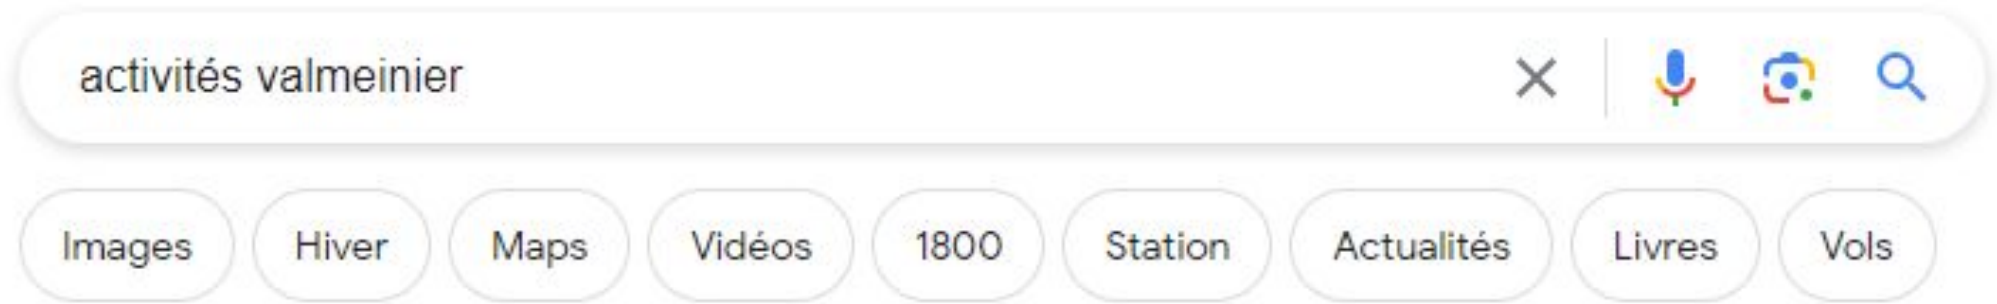 activités valmeinier
Images Hiver Maps Vidéos 1800 Station Actualités Livres Vols